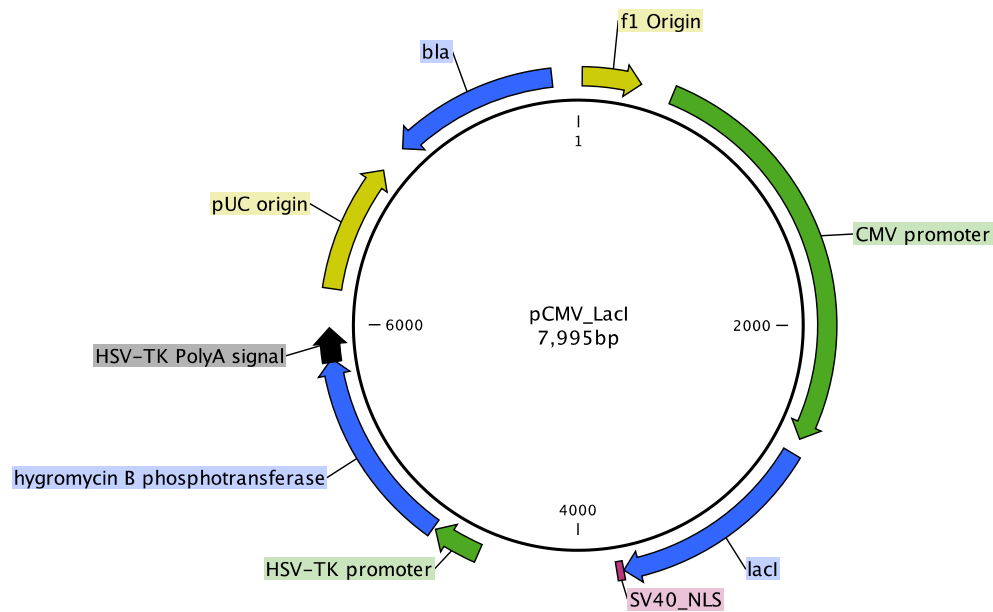 f1 Origin
bla
1
pUC origin
CMV promoter
pCMV_LacI
7,995bp
6000
2000
HSV-TK PolyA signal
hygromycin B phosphotransferase
4000
HSV-TK promoter
lacI
SV40_NLS